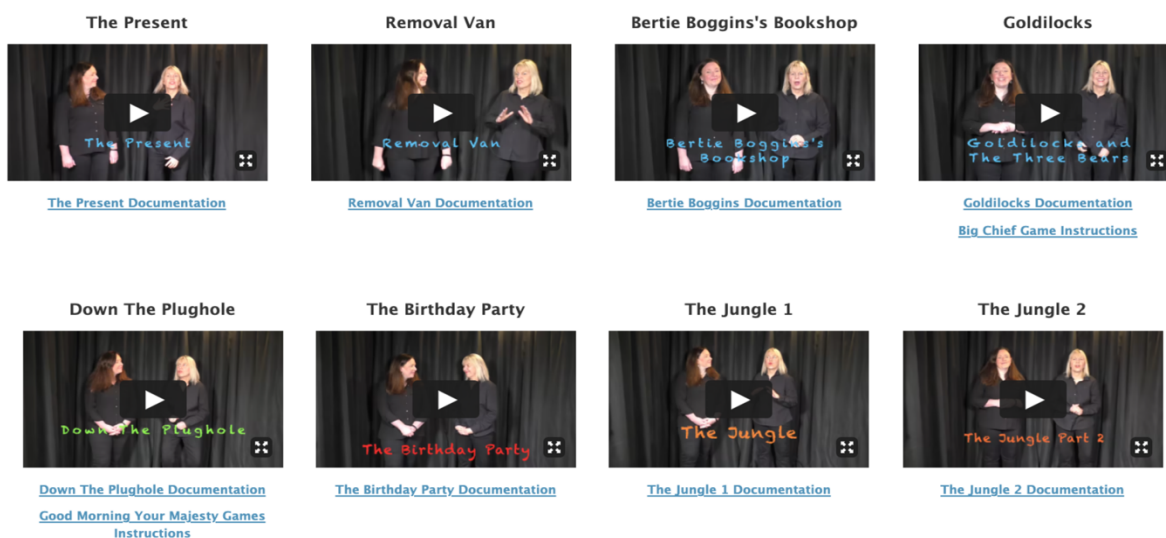 The Present
Removal Van
Bertie Boggins's Bookshop
Goldilocks
The Present
Removal Van
Bertie Boggins's
Bookshop
Goldilocks and
The Three Bears
The Present Documentation
Removal Van Documentation
Bertie Boggins Documentation
Goldilocks Documentation
Big Chief Game Instructions
Down The Plughole
The Birthday Party
The Jungle 1
The Jungle 2
Down The Plughole
The Birthday Party
The Jungle
The Jungle Part 2
Down The Plughole Documentation
Good Morning Your Majesty Games
Instructions
The Birthday Party Documentation
The Jungle 1 Documentation
The Jungle 2 Documentation